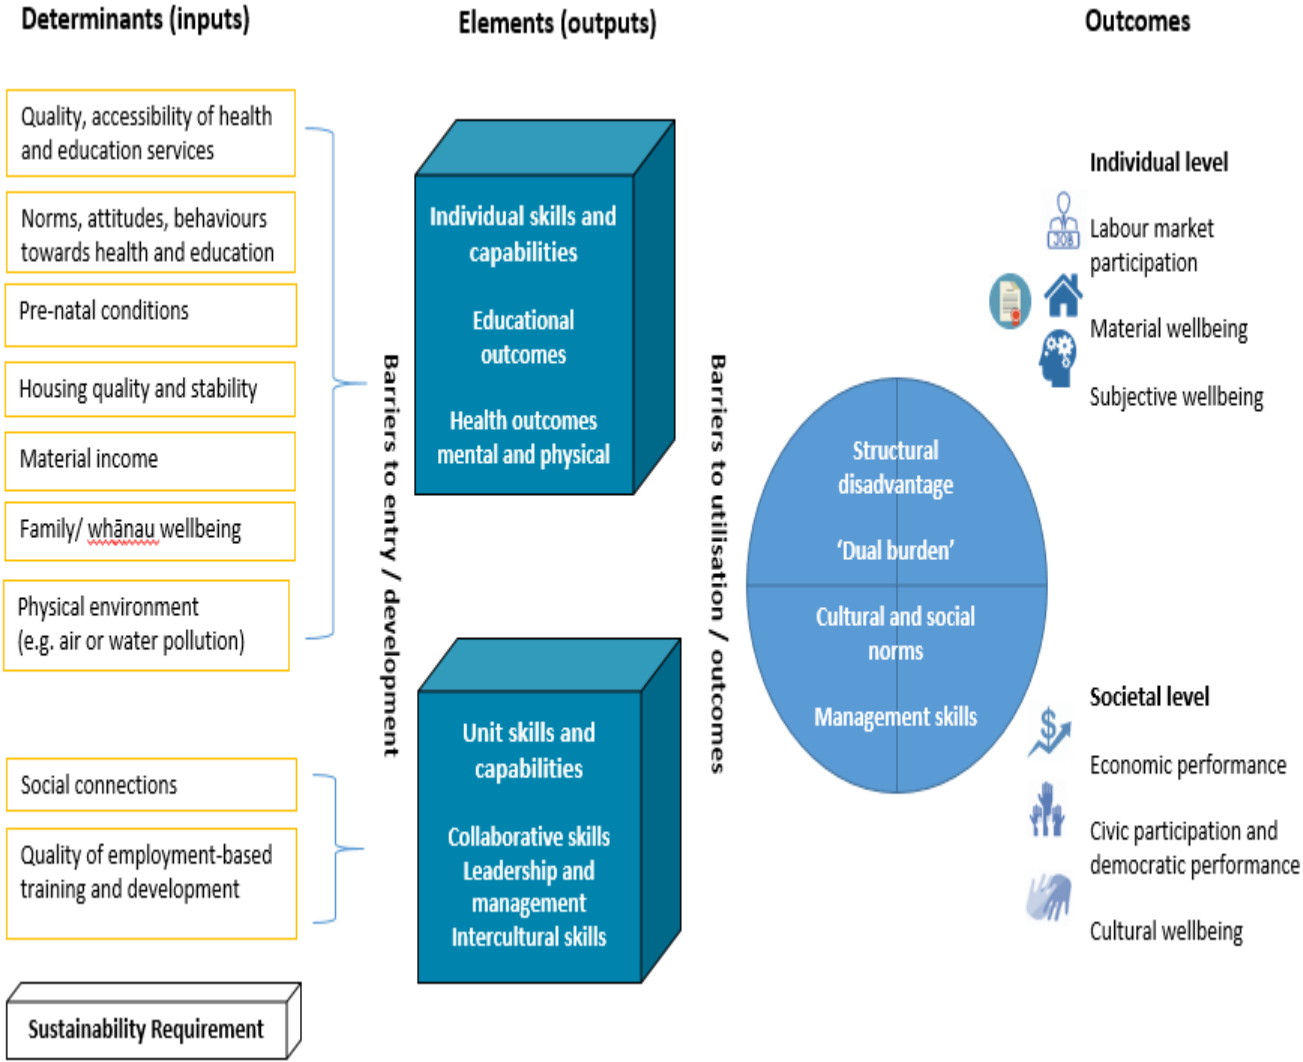 Determinants (inputs)
Elements (outputs)
Outcomes
Quality, accessibility of health
and education services
Norms, attitudes, behaviours
towards health and education
Pre-natal conditions
Housing quality and stability
Material income
Family/ whānau wellbeing
Physical environment
(e.g. air or water pollution)
Social connections
Quality of employment-based
training and development
Sustainability Requirement
Barriers to entry / development
Individual skills and
capabilities
Educational
outcomes
Health outcomes
mental and physical
Unit skills and
capabilities
Collaborative skills
Leadership and
management
Intercultural skills
Barriers to utilisation / outcomes
Structural
disadvantage
‘Dual burden’
Cultural and social
norms
Management skills
Individual level
JOB
Labour market
participation
Material wellbeing
Subjective wellbeing
Societal level
$
Economic performance
Civic participation and
democratic performance
Cultural wellbeing